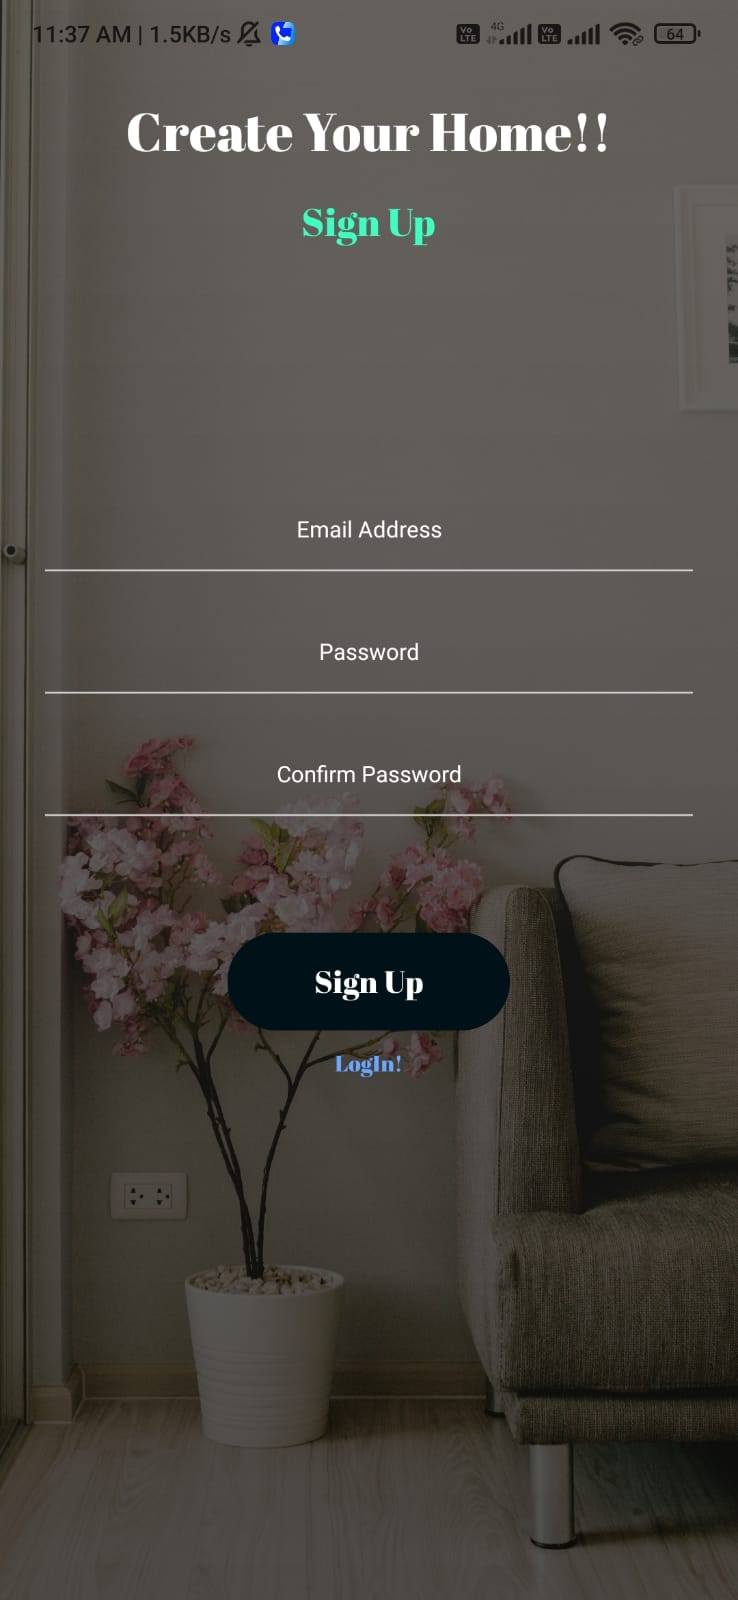 11:37 AM | 1.5KB/s Vo LTE 4G Vo LTE 64
Create Your Home!!
Sign Up
Email Address
Password
Confirm Password
Sign Up
LogIn!